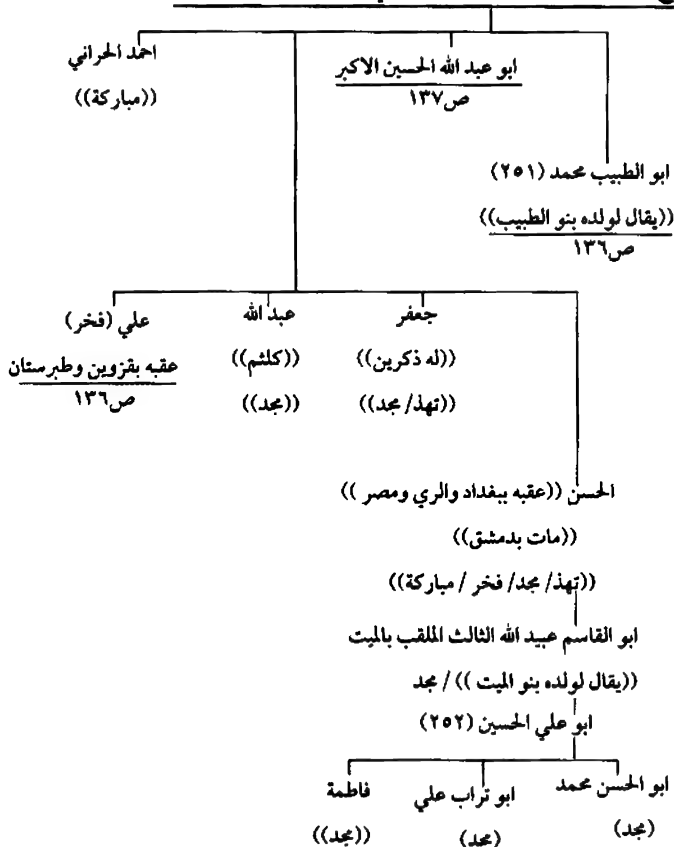 احمد الحراني
((مباركة))
ابو عبد الله الحسين الاكبر
ص١٣٧
ابو الطبيب محمد (٢٥١)
((يقال لولده بنو الطبيب))
ص١٣٦
جعفر
((له ذكرين))
((تهذ/ مجد))
عبد الله
((كلثم))
((مجد))
علي (فخر)
عقبه بقزوين وطبرستان
ص١٣٦
الحسن ((عقبه ببغداد والري ومصر ))
((مات بدمشق))
((تهذ/ مجد/ فخر / مباركة))
ابو القاسم عبيد الله الثالث الملقب بالميت
((يقال لولده بنو الميت )) / مجد
ابو علي الحسين (٢٥٢)
ابو الحسن محمد
(مجد)
ابو تراب علي
(مجد)
فاطمة
((مجد))